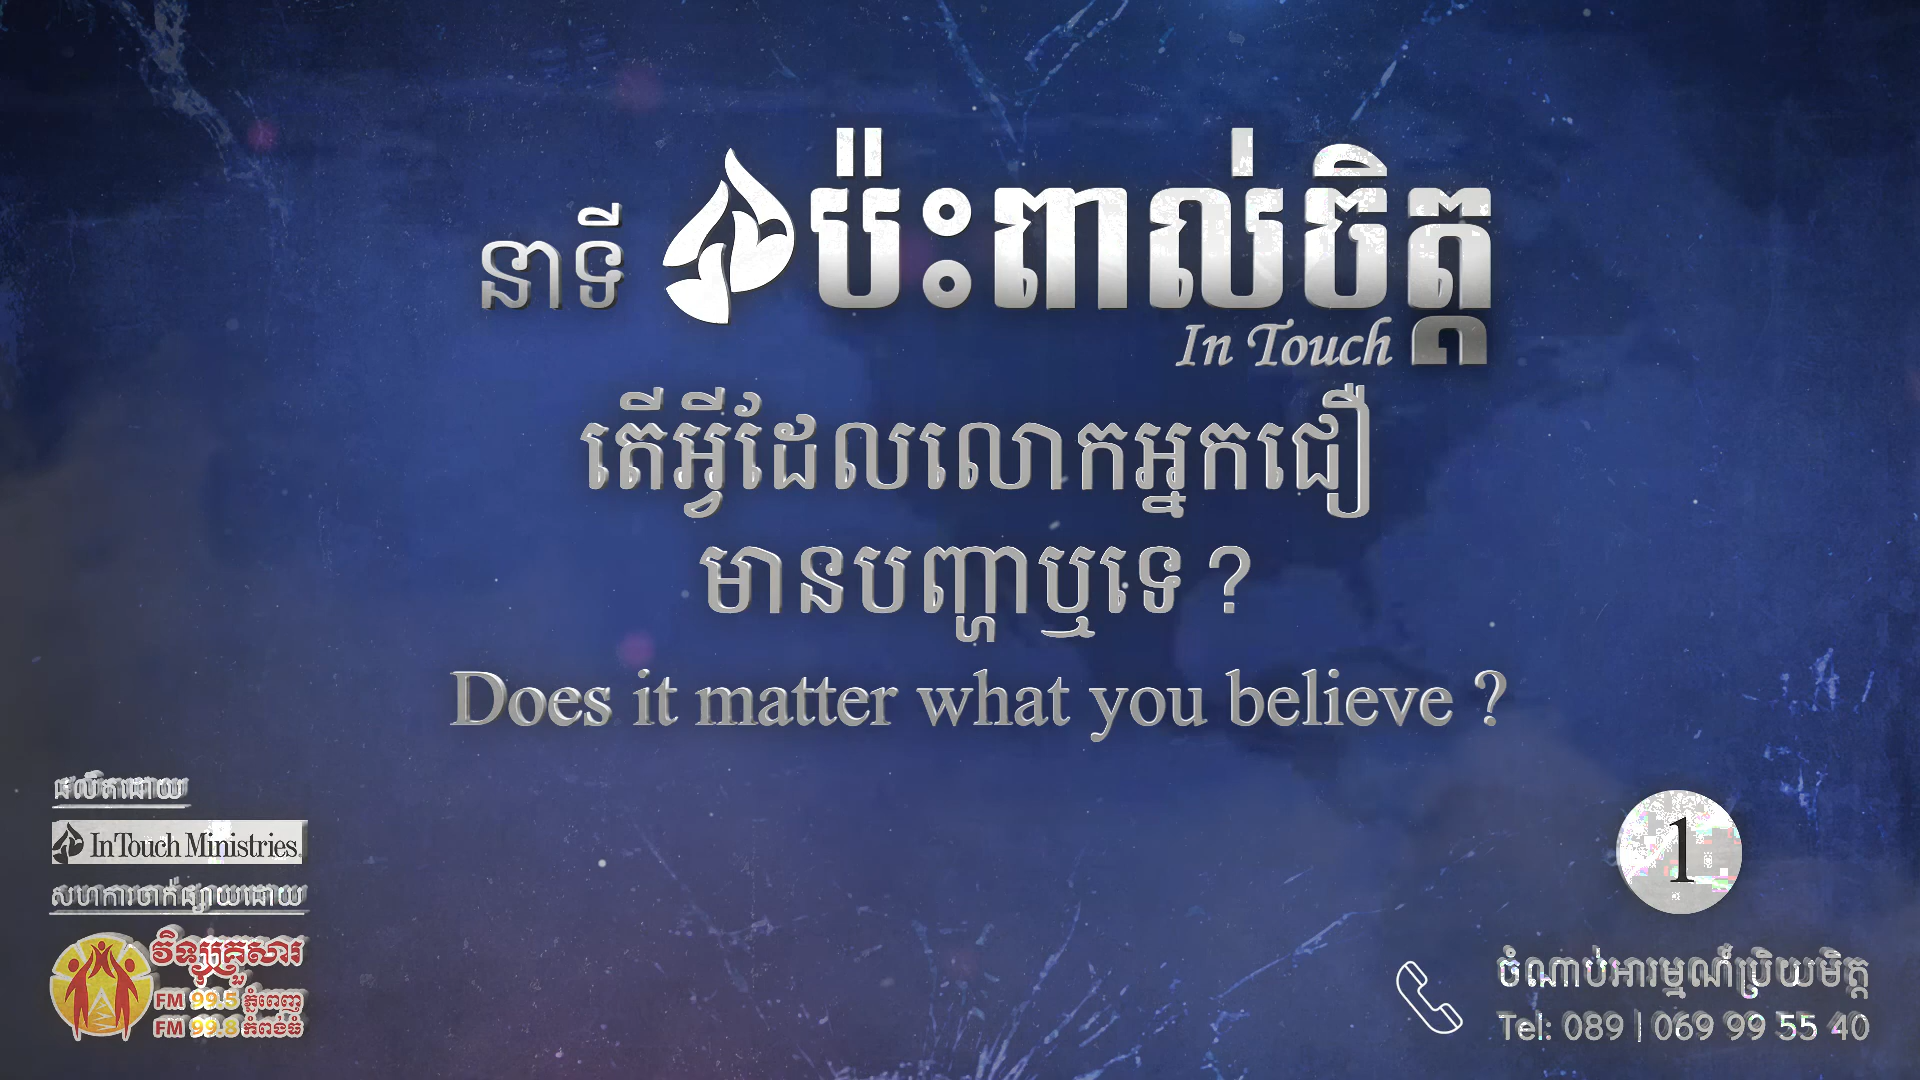 នាទី ប៉ះពាល់ចិត្ត
In Touch
តើអ្វីដែលលោកអ្នកជឿ
មានបញ្ហាឬទេ ?
Does it matter what you believe ?
ផលិតដោយ
InTouch Ministries
សហការចាក់ផ្សាយដោយ
វិទ្យុគ្រួសារ
FM 99.5 ភ្នំពេញ
FM 99.8 កំពង់ធំ
1
ចំណាប់អារម្មណ៍ប្រិយមិត្ត
Tel: 089 | 069 99 55 40